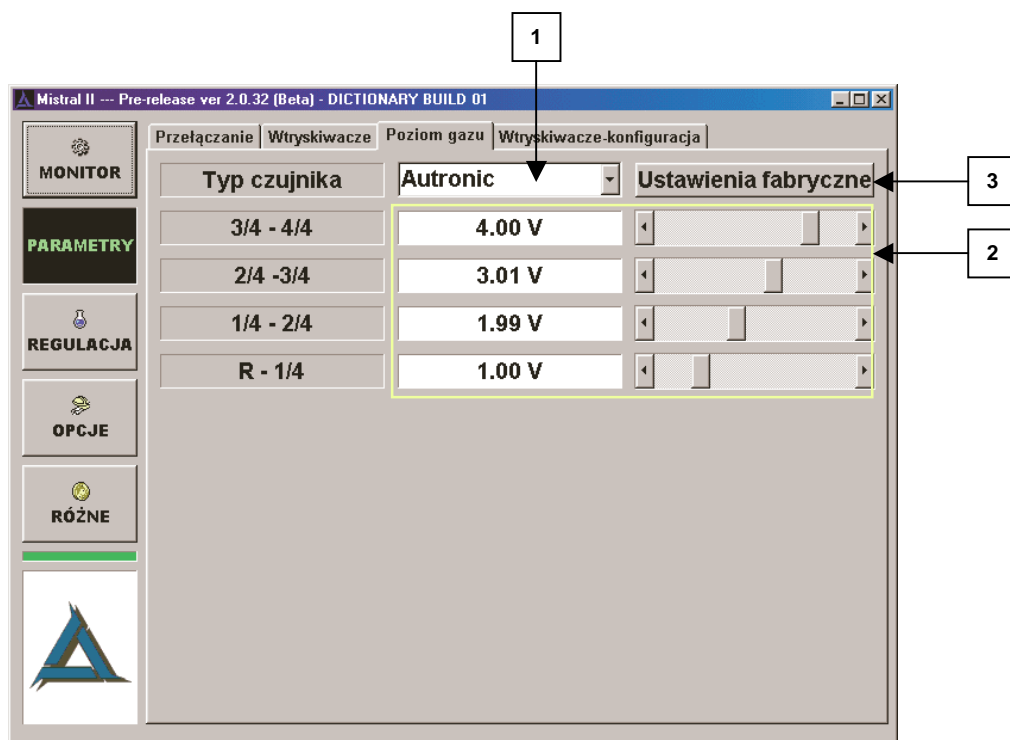 1
Mistral II --- Pre-release ver 2.0.32 (Beta) - DICTIONARY BUILD 01
Przełączanie Wtryskiwacze Poziom gazu Wtryskiwacze-konfiguracja
MONITOR
Typ czujnika Autronic Ustawienia fabryczne 3
3/4 - 4/4 4.00 V
PARAMETRY 2
2/4 -3/4 3.01 V
1/4 - 2/4 1.99 V
REGULACJA
R - 1/4 1.00 V
OPCJE
RÓŻNE